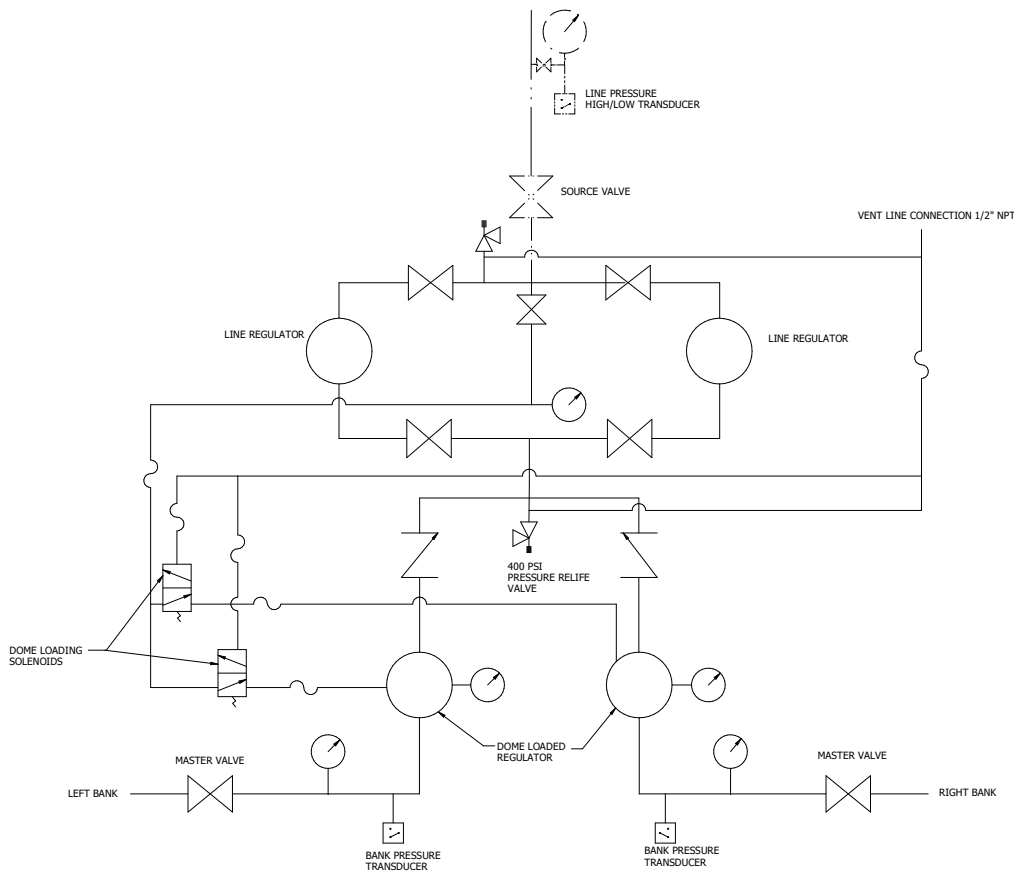 LINE PRESSURE
HIGH/LOW TRANSDUCER
SOURCE VALVE
VENT LINE CONNECTION 1/2" NPT
LINE REGULATOR
LINE REGULATOR
400 PSI
PRESSURE RELIFE
VALVE
DOME LOADING
SOLENOIDS
DOME LOADED
REGULATOR
MASTER VALVE
MASTER VALVE
LEFT BANK
RIGHT BANK
BANK PRESSURE
TRANSDUCER
BANK PRESSURE
TRANSDUCER